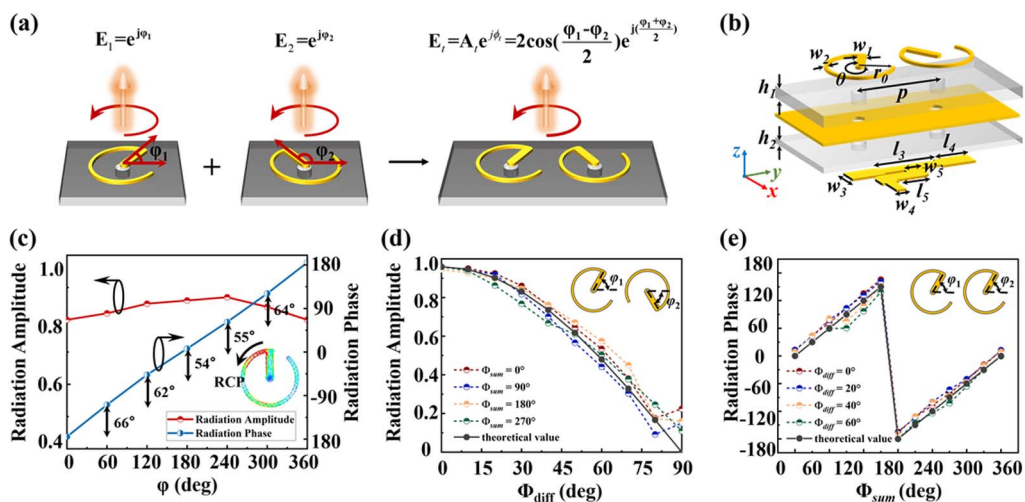 (a)
E₁=e^{jφ₁}
E₂=e^{jφ₂}
Eₜ=Aₜe^{jϕₜ}=2cos(\frac{φ₁-φ₂}{2})e^{j(\frac{φ₁+φ₂}{2})}
φ₁
+
φ₂
(b)
w₂ w₁
θ r₀
h₁ p
h₂
l₃ l₄
w₃ w₅
w₄ l₅
z
y
x
(c)
Radiation Amplitude
1.0
0.8
0.6
0.4
180
90
0
-90
180
Radiation Phase
66°
62°
54°
55°
64°
RCP
Radiation Amplitude
Radiation Phase
0 60 120 180 240 300 360
φ (deg)
(d)
Radiation Amplitude
1.0
0.8
0.6
0.4
0.2
0.0
φ₁
φ₂
Φsum = 0°
Φsum = 90°
Φsum = 180°
Φsum = 270°
theoretical value
0 15 30 45 60 75 90
Φdiff (deg)
(e)
Radiation Phase
180
120
60
0
-60
-120
-180
φ₁
φ₂
Φdiff = 0°
Φdiff = 20°
Φdiff = 40°
Φdiff = 60°
theoretical value
0 60 120 180 240 300 360
Φsum (deg)